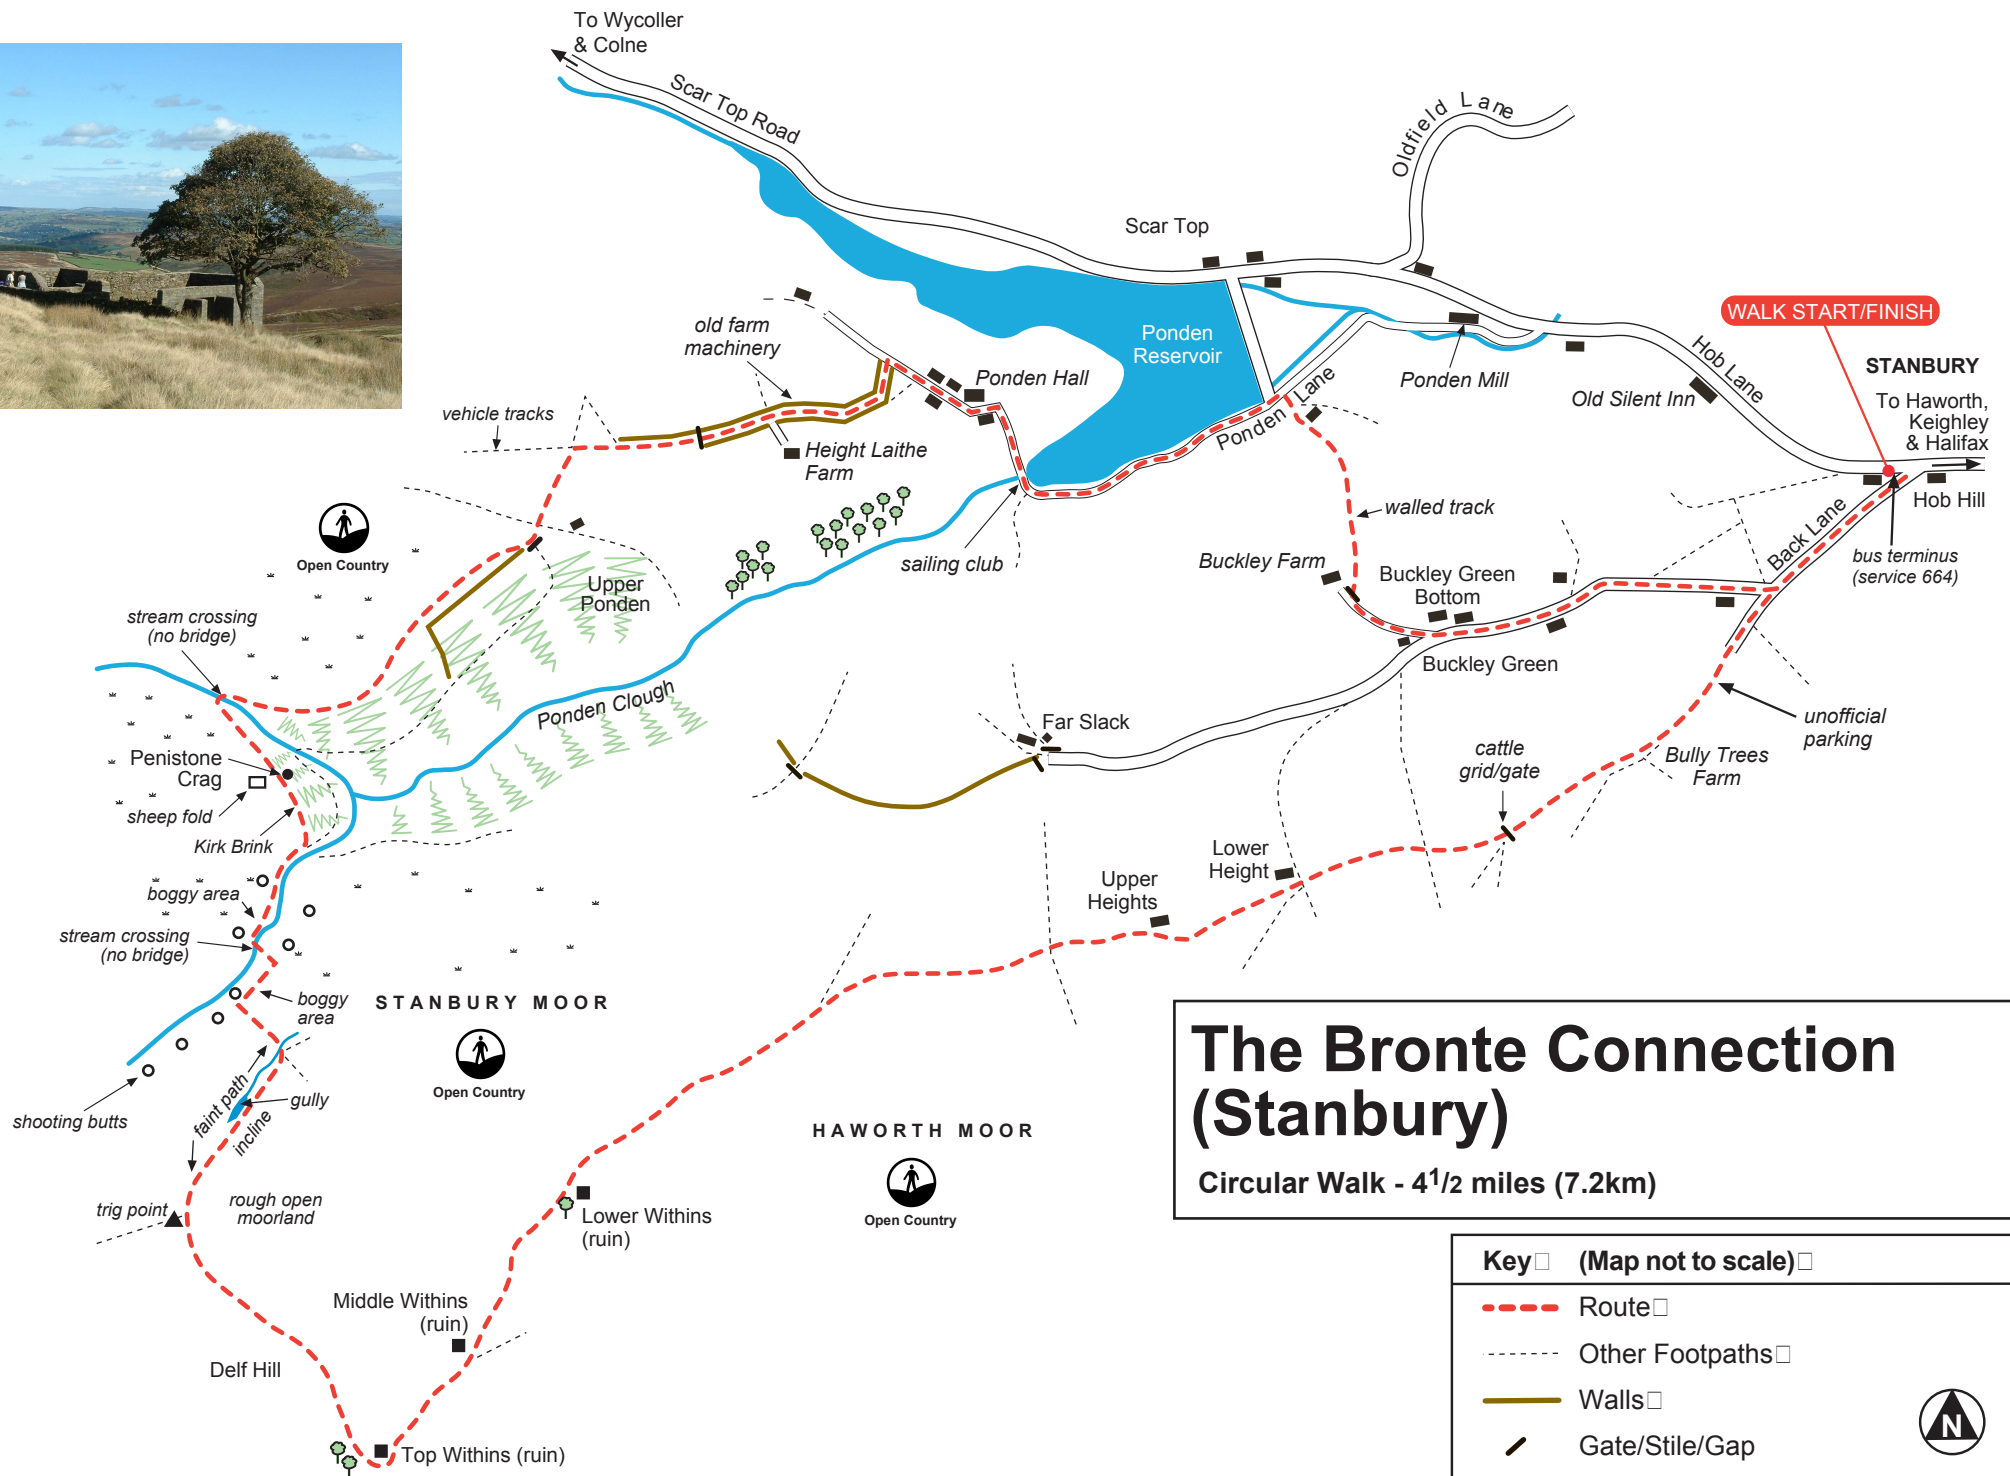 To Wycoller
& Colne
Scar Top Road
Oldfield Lane
Scar Top
WALK START/FINISH
Ponden
Reservoir
Hob Lane
STANBURY
old farm
machinery
Ponden Hall
Ponden Lane
Ponden Mill
Old Silent Inn
To Haworth,
Keighley
& Halifax
vehicle tracks
Height Laithe
Farm
Hob Hill
walled track
Back Lane
Open Country
sailing club
Buckley Farm
Buckley Green
Bottom
bus terminus
(service 664)
Upper
Ponden
stream crossing
(no bridge)
Buckley Green
Ponden Clough
Far Slack
unofficial
parking
Penistone
Crag
cattle
grid/gate
Bully Trees
Farm
sheep fold
Kirk Brink
Lower
Height
boggy area
Upper
Heights
stream crossing
(no bridge)
boggy
area
STANBURY MOOR
Open Country
The Bronte Connection
(Stanbury)
Circular Walk - 4 1/2 miles (7.2km)
faint path
gully
incline
shooting butts
HAWORTH MOOR
Open Country
trig point
rough open
moorland
Lower Withins
(ruin)
Middle Withins
(ruin)
Delf Hill
Top Withins (ruin)
Key (Map not to scale)
Route
Other Footpaths
Walls
Gate/Stile/Gap
N